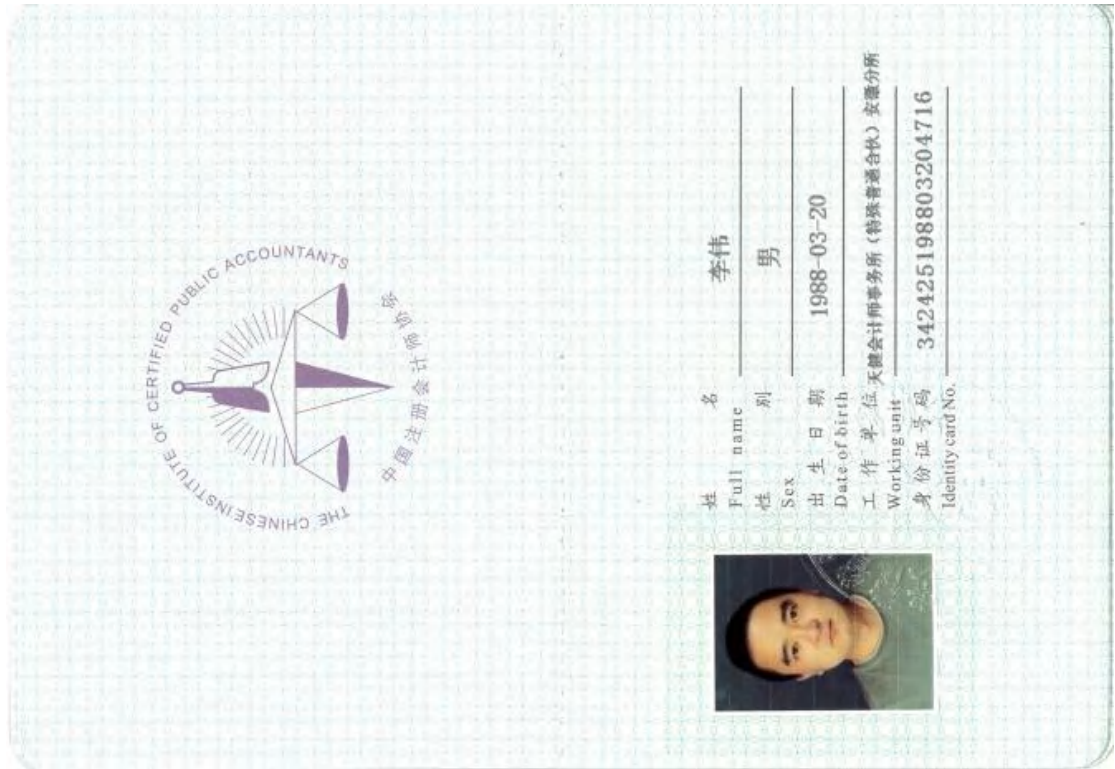 THE CHINESE INSTITUTE OF CERTIFIED PUBLIC ACCOUNTANTS
中国注册会计师协会
姓 名 李伟
Full name
性 别 男
Sex
出 生 日 期 1988-03-20
Date of birth
工 作 单 位 天健会计师事务所（特殊普通合伙）安徽分所
Working unit
身 份 证 号 码 342425198803204716
Identity card No.